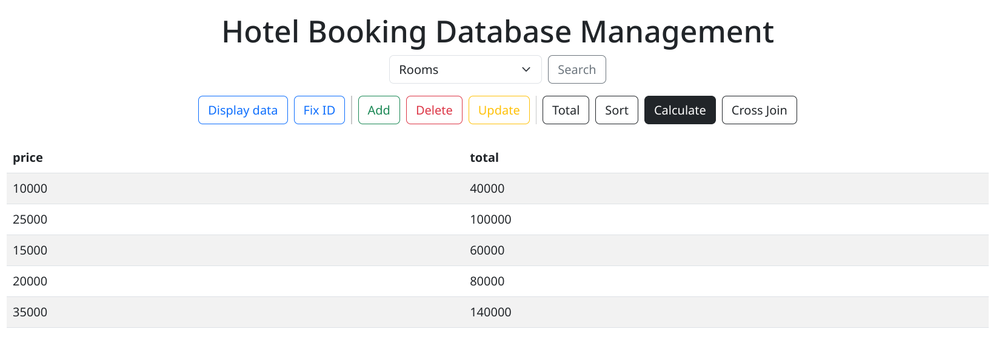 Hotel Booking Database Management
Rooms Search
Display data Fix ID Add Delete Update Total Sort Calculate Cross Join
price total
10000 40000
25000 100000
15000 60000
20000 80000
35000 140000